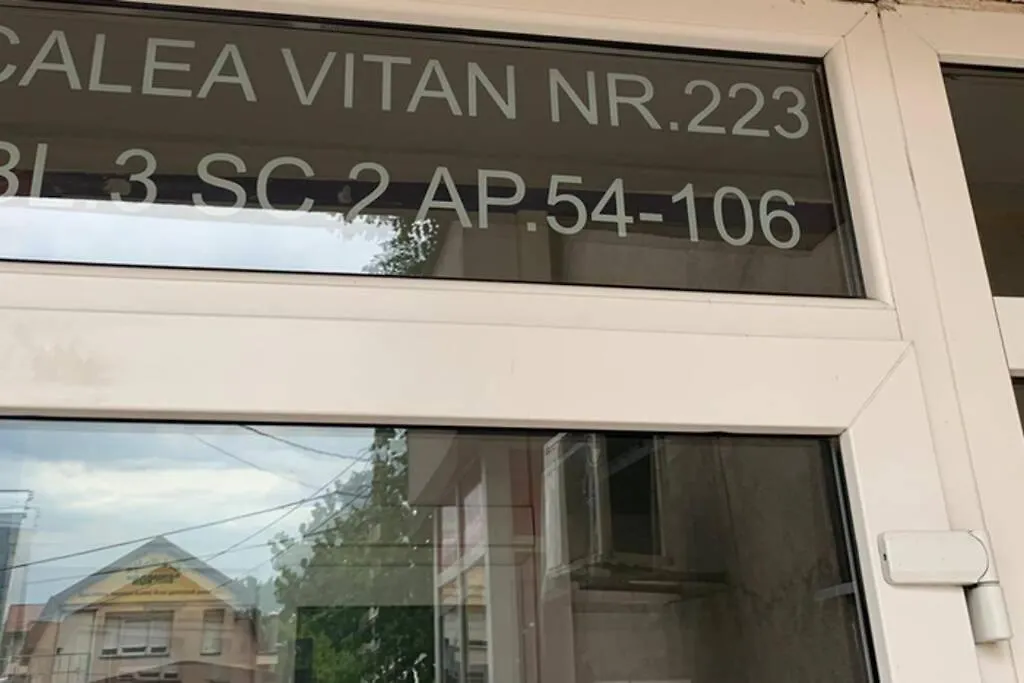 CALEA VITAN NR.223
BL.3 SC 2 AP.54-106